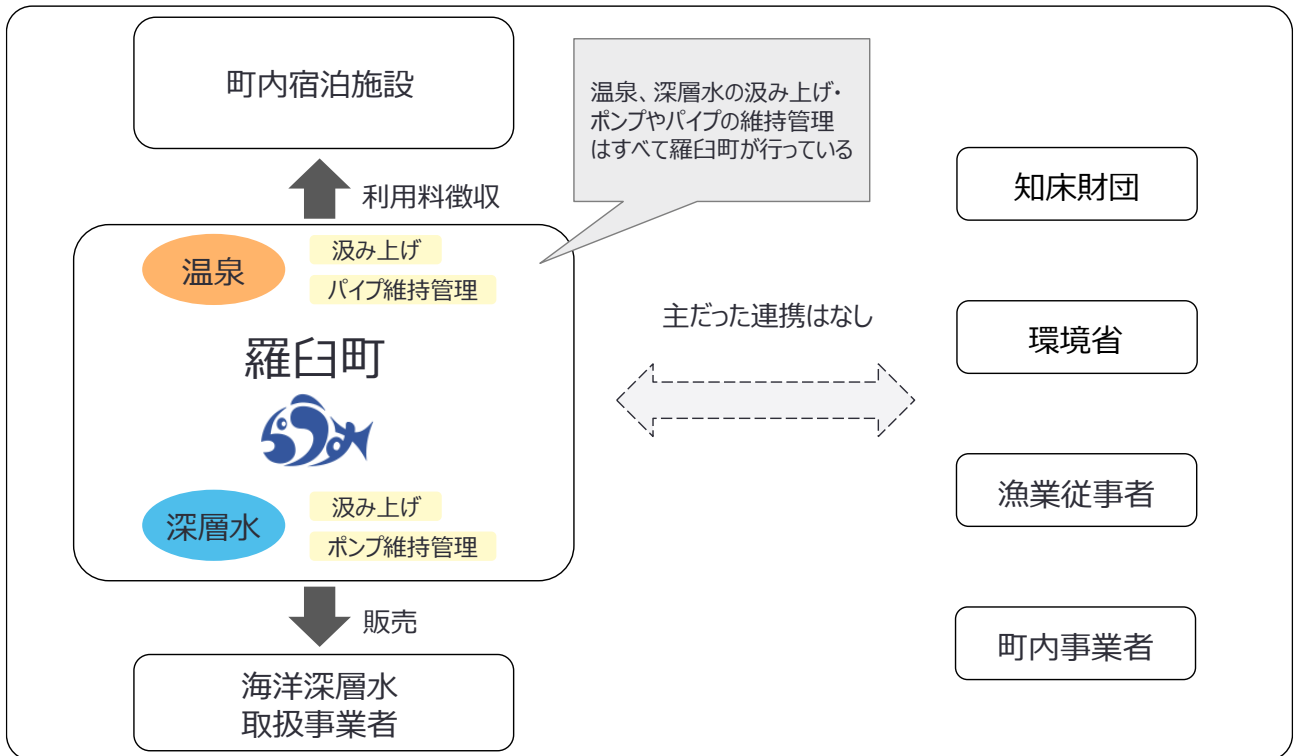 町内宿泊施設
温泉、深層水の汲み上げ・
ポンプやパイプの維持管理
はすべて羅臼町が行っている
利用料徴収
温泉
汲み上げ
パイプ維持管理
羅臼町
らうす
深層水
汲み上げ
ポンプ維持管理
販売
海洋深層水
取扱事業者
主だった連携はなし
知床財団
環境省
漁業従事者
町内事業者